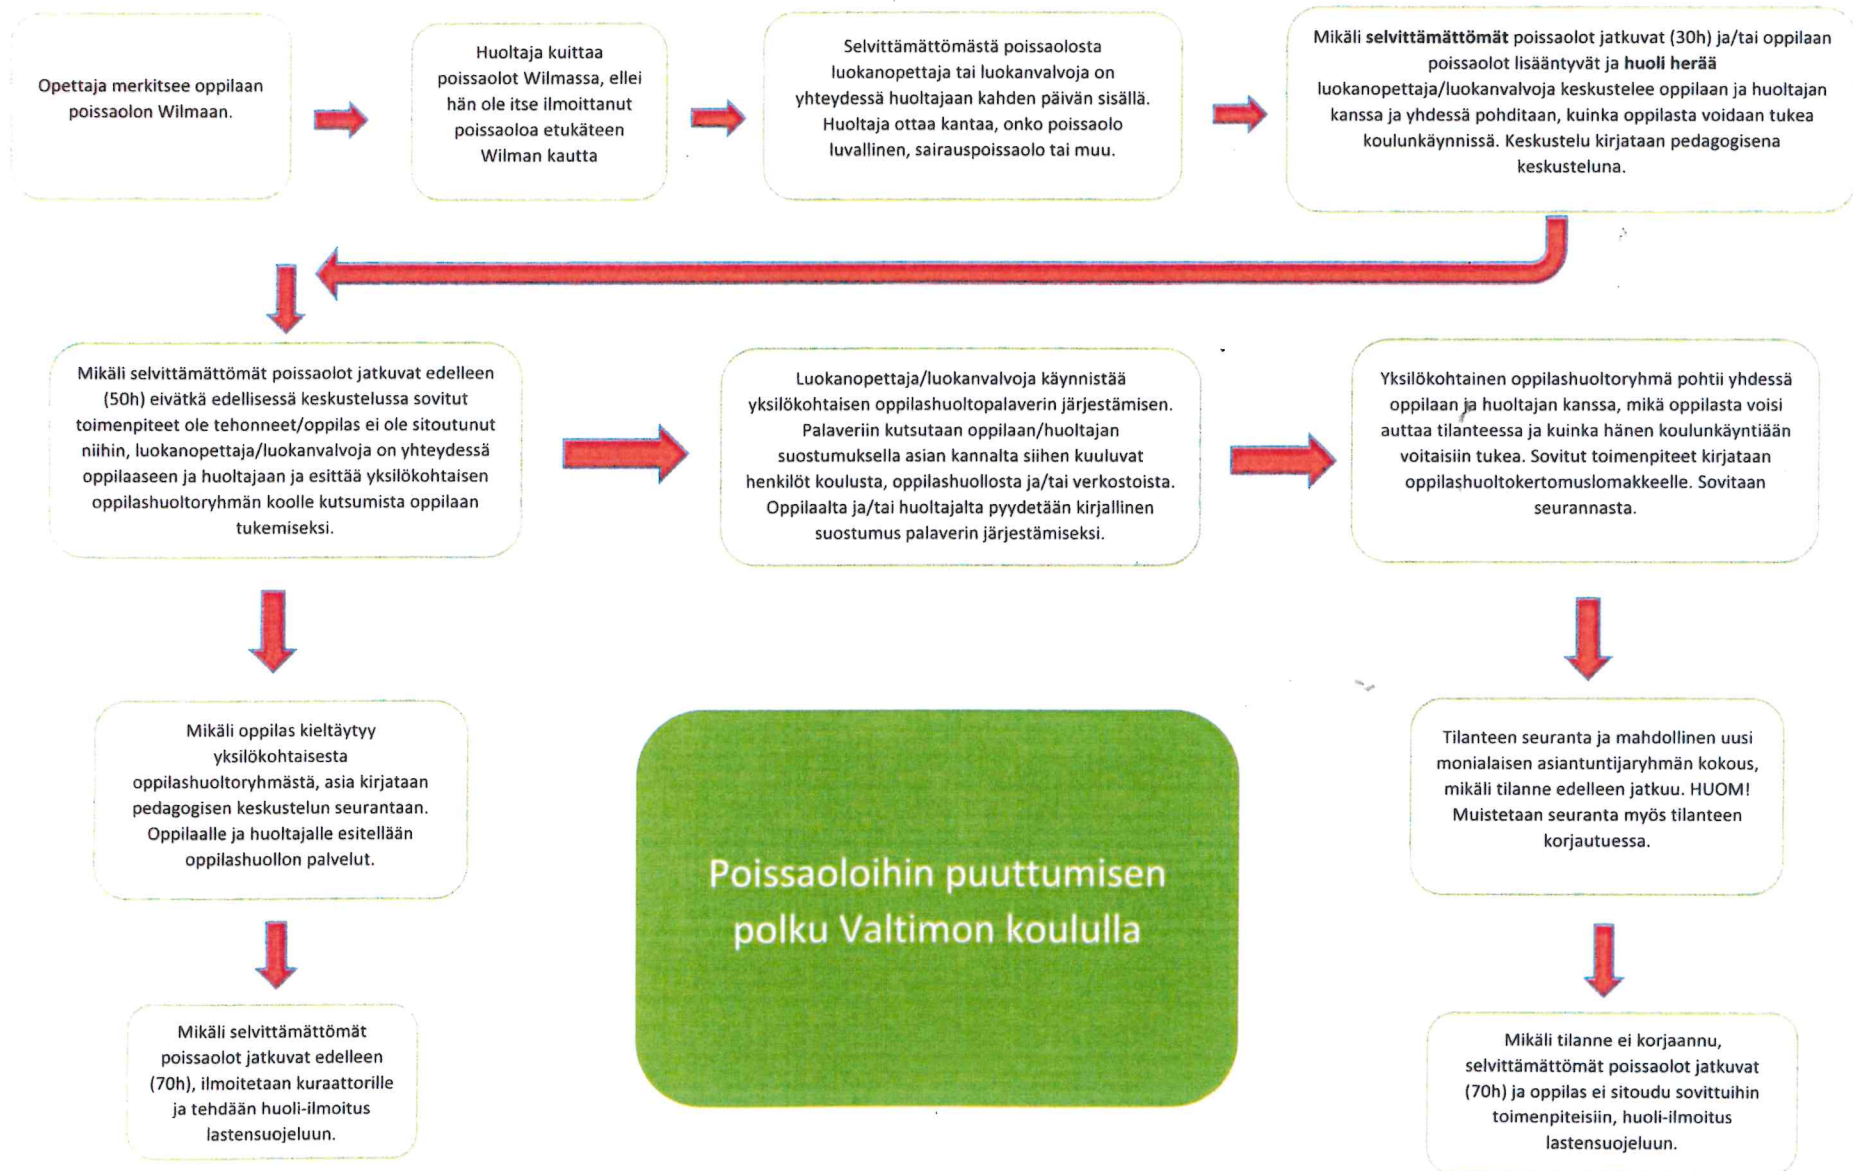 Opettaja merkitsee oppilaan
poissaolon Wilmaan.
Huoltaja kuittaa
poissaolot Wilmassa, ellei
hän ole itse ilmoittanut
poissaoloa etukäteen
Wilman kautta
Selvittämättömästä poissaolosta
luokanopettaja tai luokanvalvoja on
yhteydessä huoltajaan kahden päivän sisällä.
Huoltaja ottaa kantaa, onko poissaolo
luvallinen, sairauspoissaolo tai muu.
Mikäli selvittämättömät poissaolot jatkuvat (30h) ja/tai oppilaan
poissaolot lisääntyvät ja huoli herää
luokanopettaja/luokanvalvoja keskustelee oppilaan ja huoltajan
kanssa ja yhdessä pohditaan, kuinka oppilasta voidaan tukea
koulunkäynnissä. Keskustelu kirjataan pedagogisena
keskusteluna.
Mikäli selvittämättömät poissaolot jatkuvat edelleen
(50h) eivätkä edellisessä keskustelussa sovitut
toimenpiteet ole tehonneet/oppilas ei ole sitoutunut
niihin, luokanopettaja/luokanvalvoja on yhteydessä
oppilaaseen ja huoltajaan ja esittää yksilökohtaisen
oppilashuoltoryhmän koolle kutsumista oppilaan
tukemiseksi.
Luokanopettaja/luokanvalvoja käynnistää
yksilökohtaisen oppilashuoltopalaverin järjestämisen.
Palaveriin kutsutaan oppilaan/huoltajan
suostumuksella asian kannalta siihen kuuluvat
henkilöt koulusta, oppilashuollosta ja/tai verkostoista.
Oppilaalta ja/tai huoltajalta pyydetään kirjallinen
suostumus palaverin järjestämiseksi.
Yksilökohtainen oppilashuoltoryhmä pohtii yhdessä
oppilaan ja huoltajan kanssa, mikä oppilasta voisi
auttaa tilanteessa ja kuinka hänen koulunkäyntiään
voitaisiin tukea. Sovitut toimenpiteet kirjataan
oppilashuoltokertomuslomakkeelle. Sovitaan
seurannasta.
Mikäli oppilas kieltäytyy
yksilökohtaisesta
oppilashuoltoryhmästä, asia kirjataan
pedagogisen keskustelun seurantaan.
Oppilaalle ja huoltajalle esitellään
oppilashuollon palvelut.
Poissaoloihin puuttumisen
polku Valtimon koululla
Tilanteen seuranta ja mahdollinen uusi
monialaisen asiantuntijaryhmän kokous,
mikäli tilanne edelleen jatkuu. HUOM!
Muistetaan seuranta myös tilanteen
korjautuessa.
Mikäli selvittämättömät
poissaolot jatkuvat edelleen
(70h), ilmoitetaan kuraattorille
ja tehdään huoli-ilmoitus
lastensuojeluun.
Mikäli tilanne ei korjaannu,
selvittämättömät poissaolot jatkuvat
(70h) ja oppilas ei sitoudu sovittuihin
toimenpiteisiin, huoli-ilmoitus
lastensuojeluun.